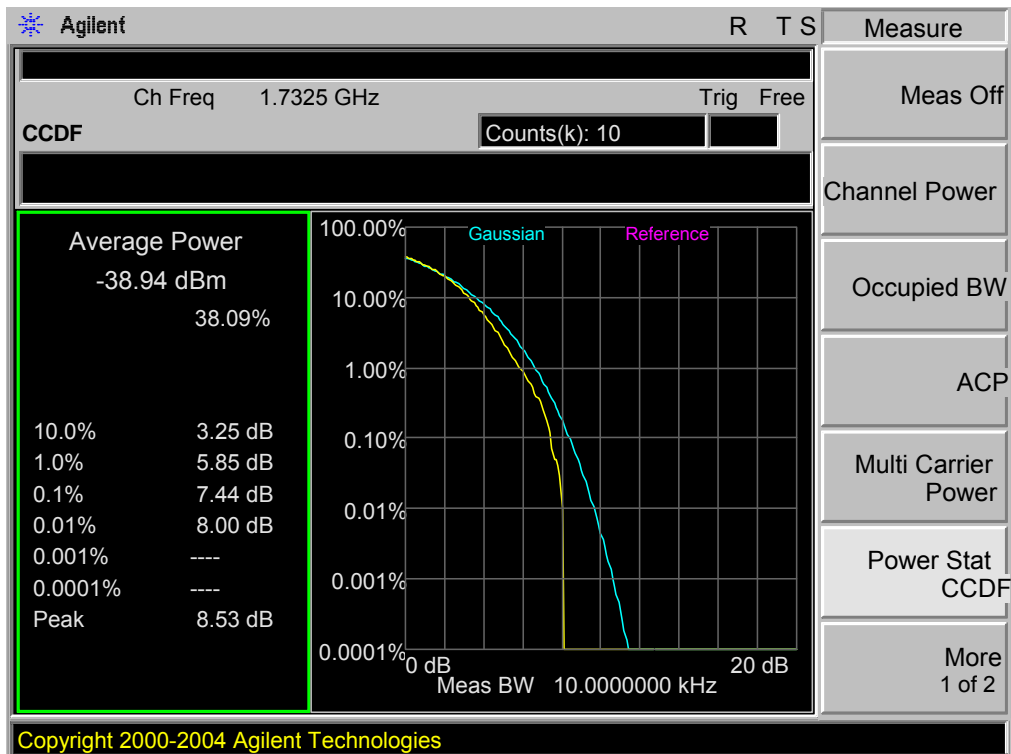 Agilent R T S
Measure
Ch Freq 1.7325 GHz Trig Free
CCDF Counts(k): 10
Average Power
-38.94 dBm
38.09%
10.0% 3.25 dB
1.0% 5.85 dB
0.1% 7.44 dB
0.01% 8.00 dB
0.001% ----
0.0001% ----
Peak 8.53 dB
Gaussian Reference
100.00%
10.00%
1.00%
0.10%
0.01%
0.001%
0.0001%
0 dB 20 dB
Meas BW 10.0000000 kHz
Meas Off
Channel Power
Occupied BW
ACP
Multi Carrier
Power
Power Stat
CCDF
More
1 of 2
Copyright 2000-2004 Agilent Technologies